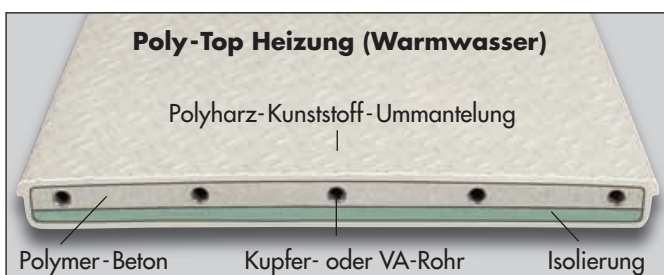 Poly-Top Heizung (Warmwasser)
Polyharz-Kunststoff-Ummantelung
Polymer-Beton Kupfer- oder VA-Rohr Isolierung